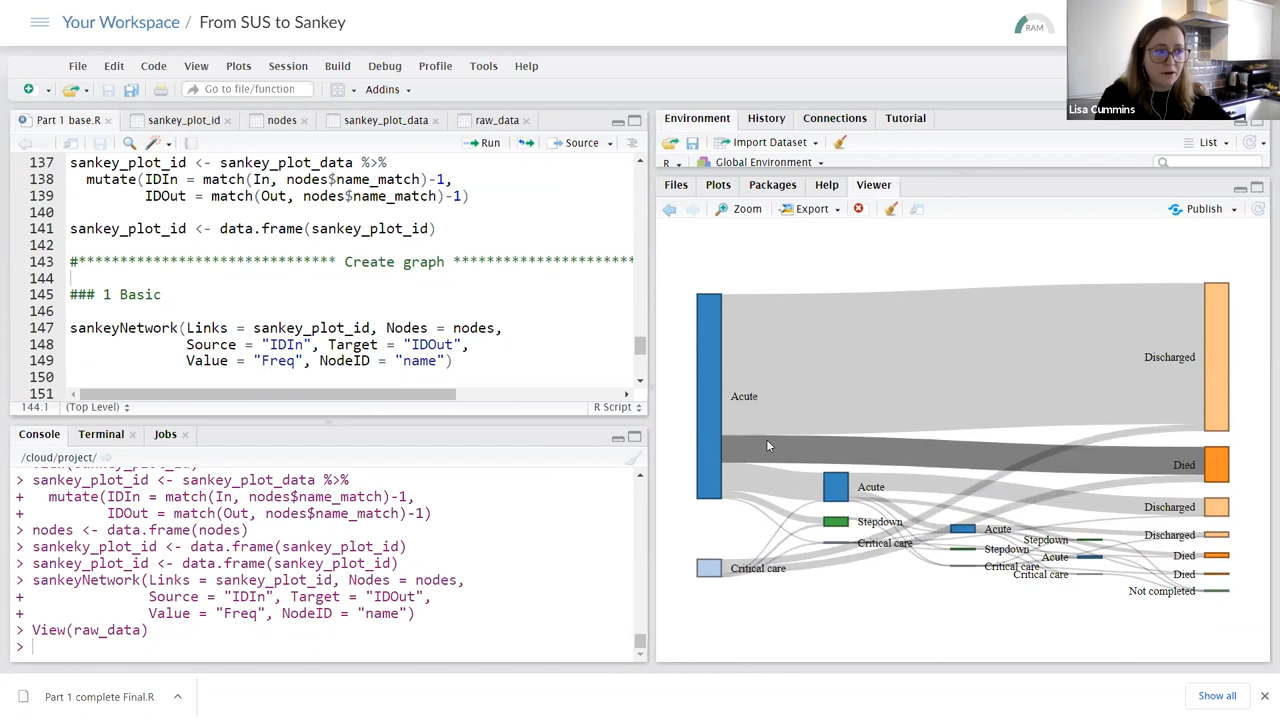 Your Workspace / From SUS to Sankey
RAM
Lisa Cummins
File Edit Code View Plots Session Build Debug Profile Tools Help
Go to file/function Addins
Part 1 base.R sankey_plot_id nodes sankey_plot_data raw_data
Run Source
137 sankey_plot_id <- sankey_plot_data %>%
138 mutate(IDIn = match(In, nodes$name_match)-1,
139 IDOut = match(Out, nodes$name_match)-1)
140
141 sankey_plot_id <- data.frame(sankey_plot_id)
142
143 #****************************** Create graph **********************
144
145 ### 1 Basic
146
147 sankeyNetwork(Links = sankey_plot_id, Nodes = nodes,
148 Source = "IDIn", Target = "IDOut",
149 Value = "Freq", NodeID = "name")
150
151
144:1 (Top Level) R Script
Console Terminal Jobs
/cloud/project/
> sankey_plot_id <- sankey_plot_data %>%
+ mutate(IDIn = match(In, nodes$name_match)-1,
+ IDOut = match(Out, nodes$name_match)-1)
> nodes <- data.frame(nodes)
> sankeky_plot_id <- data.frame(sankey_plot_id)
> sankey_plot_id <- data.frame(sankey_plot_id)
> sankeyNetwork(Links = sankey_plot_id, Nodes = nodes,
+ Source = "IDIn", Target = "IDOut",
+ Value = "Freq", NodeID = "name")
> View(raw_data)
>
Environment History Connections Tutorial
Import Dataset List
R Global Environment
Files Plots Packages Help Viewer
Zoom Export Publish
Acute
Critical care
Acute
Stepdown
Critical care
Acute
Stepdown
Critical care
Stepdown
Acute
Critical care
Discharged
Died
Discharged
Discharged
Died
Died
Not completed
Part 1 complete Final.R
Show all